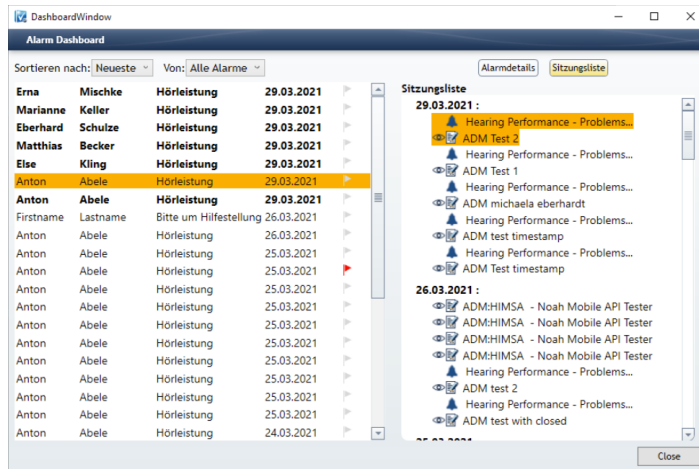 DashboardWindow
Alarm Dashboard
Sortieren nach: Neueste Von: Alle Alarme Alarmdetails Sitzungsliste
Erna Mischke Hörleistung 29.03.2021
Marianne Keller Hörleistung 29.03.2021
Eberhard Schulze Hörleistung 29.03.2021
Matthias Becker Hörleistung 29.03.2021
Else Kling Hörleistung 29.03.2021
Anton Abele Hörleistung 29.03.2021
Anton Abele Hörleistung 29.03.2021
Firstname Lastname Bitte um Hilfestellung 26.03.2021
Anton Abele Hörleistung 26.03.2021
Anton Abele Hörleistung 25.03.2021
Anton Abele Hörleistung 25.03.2021
Anton Abele Hörleistung 25.03.2021
Anton Abele Hörleistung 25.03.2021
Anton Abele Hörleistung 25.03.2021
Anton Abele Hörleistung 25.03.2021
Anton Abele Hörleistung 25.03.2021
Anton Abele Hörleistung 25.03.2021
Anton Abele Hörleistung 25.03.2021
Anton Abele Hörleistung 25.03.2021
Anton Abele Hörleistung 24.03.2021
Sitzungsliste
29.03.2021 :
Hearing Performance - Problems...
ADM Test 2
Hearing Performance - Problems...
ADM Test 1
Hearing Performance - Problems...
ADM michaela eberhardt
Hearing Performance - Problems...
ADM test timestamp
Hearing Performance - Problems...
ADM Test timestamp
26.03.2021 :
ADM:HIMSA - Noah Mobile API Tester
ADM:HIMSA - Noah Mobile API Tester
ADM:HIMSA - Noah Mobile API Tester
ADM:HIMSA - Noah Mobile API Tester
Hearing Performance - Problems...
ADM test 2
Hearing Performance - Problems...
ADM test with closed
25.03.2021
Close